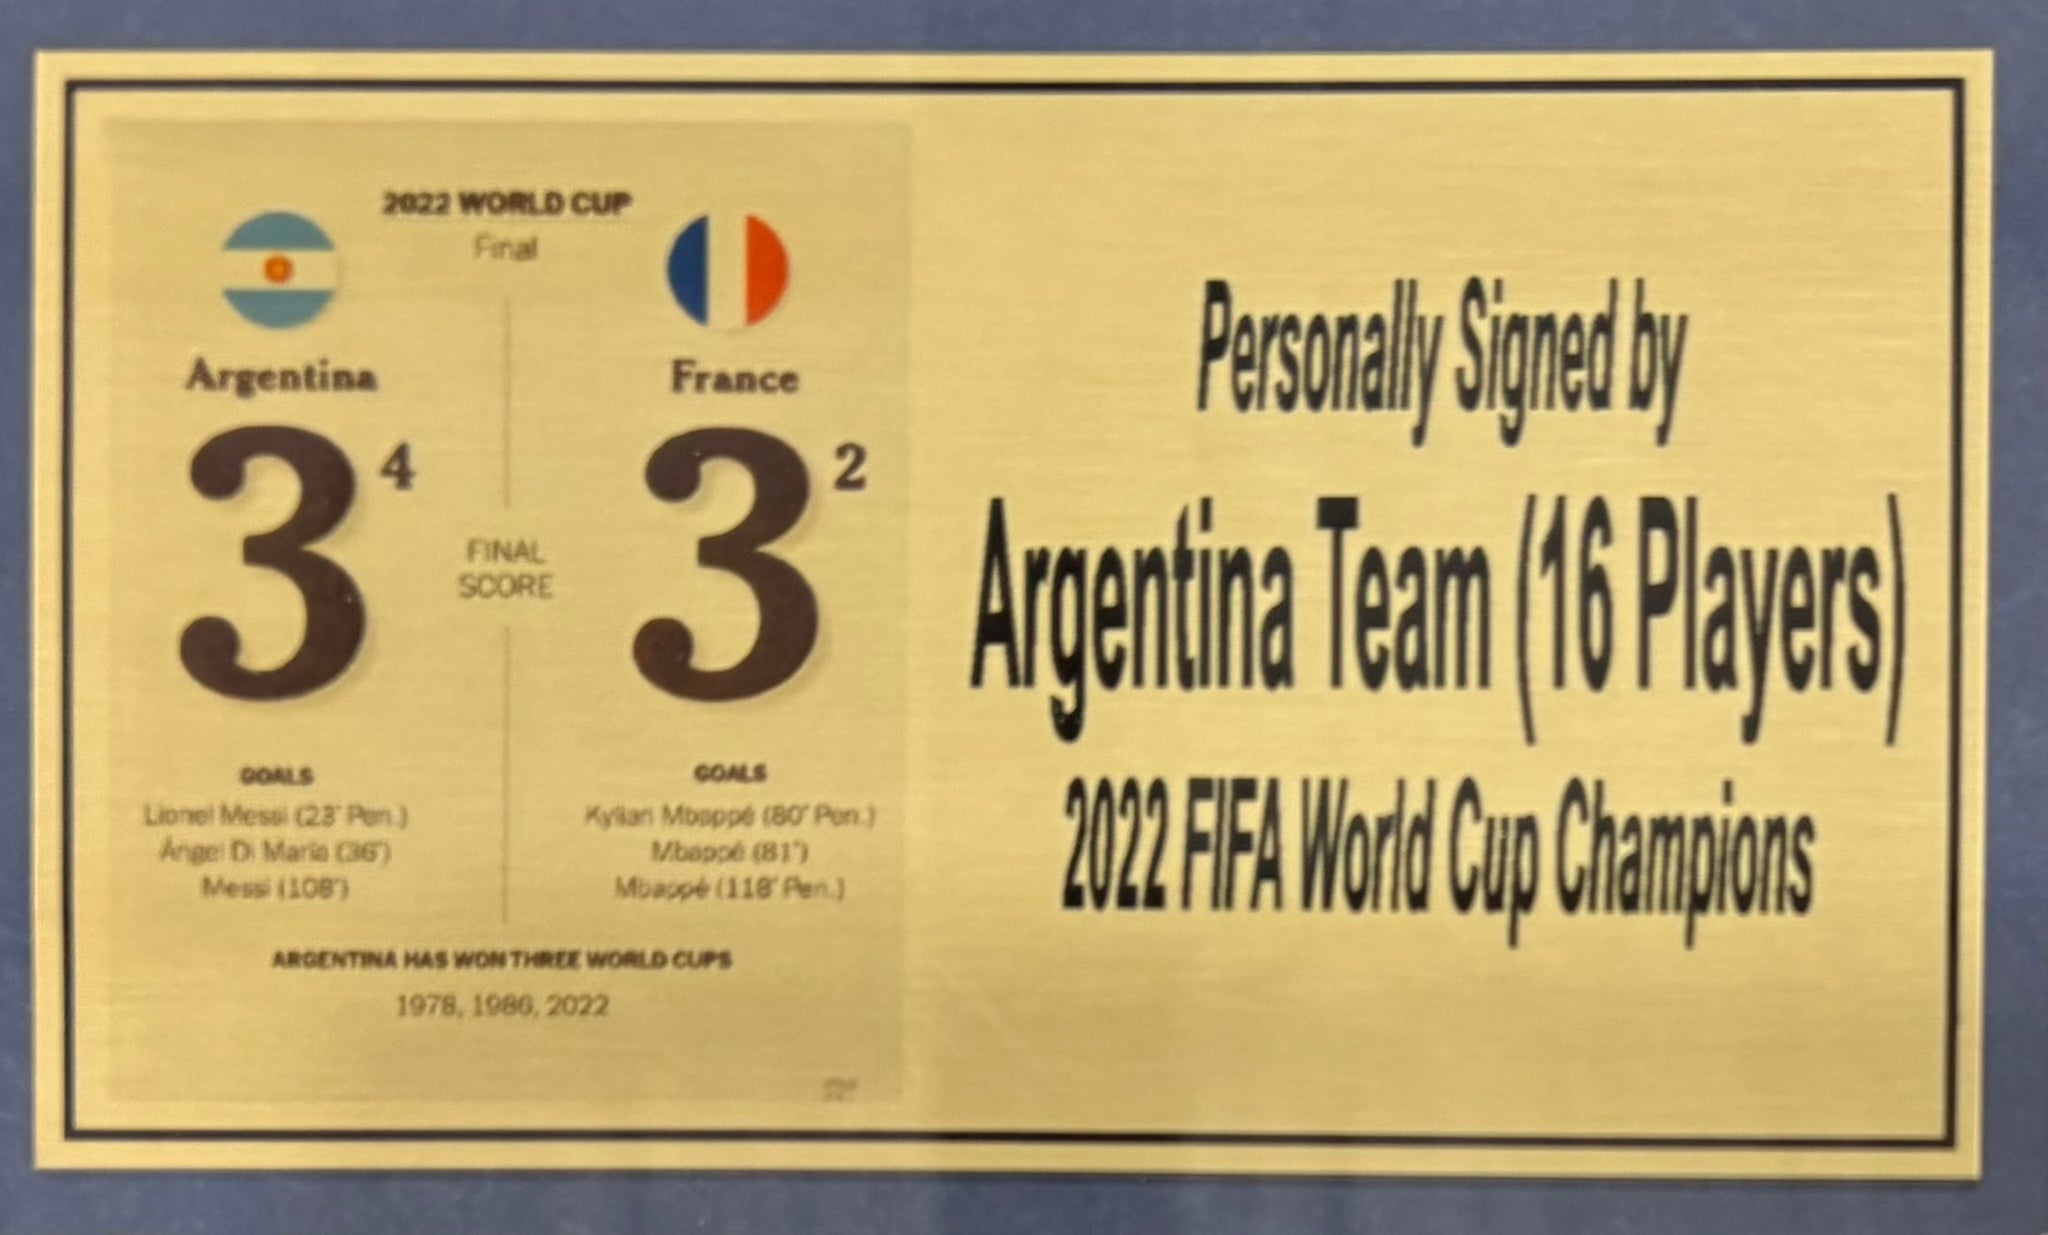 2022 WORLD CUP
Final
Argentina
3 4
GOALS
Lionel Messi (23' Pen.)
Ángel Di María (36')
Messi (108')
FINAL
SCORE
France
3 2
GOALS
Kylian Mbappé (80' Pen.)
Mbappé (81')
Mbappé (118' Pen.)
ARGENTINA HAS WON THREE WORLD CUPS
1978, 1986, 2022
Personally Signed by
Argentina Team (16 Players)
2022 FIFA World Cup Champions